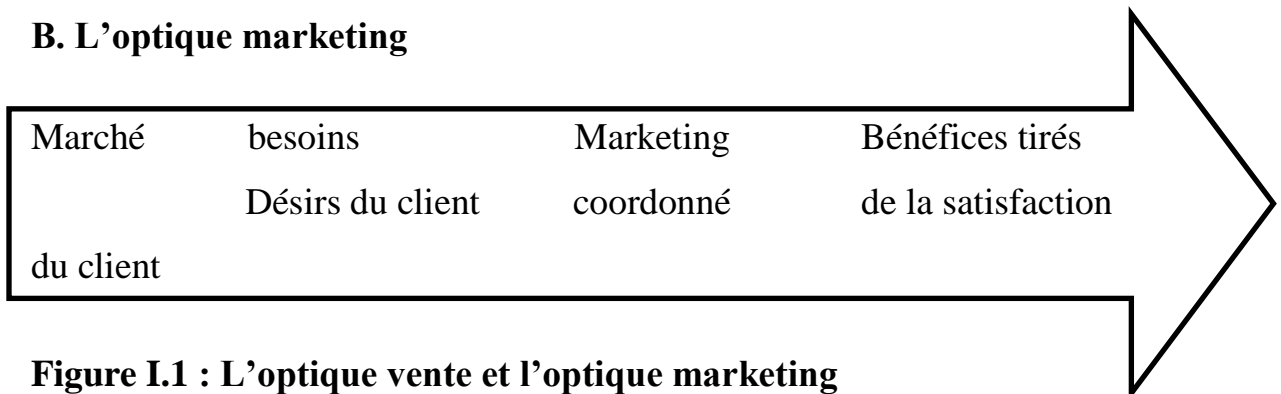 B. L’optique marketing
Marché besoins Marketing Bénéfices tirés
Désirs du client coordonné de la satisfaction
du client
Figure I.1 : L’optique vente et l’optique marketing